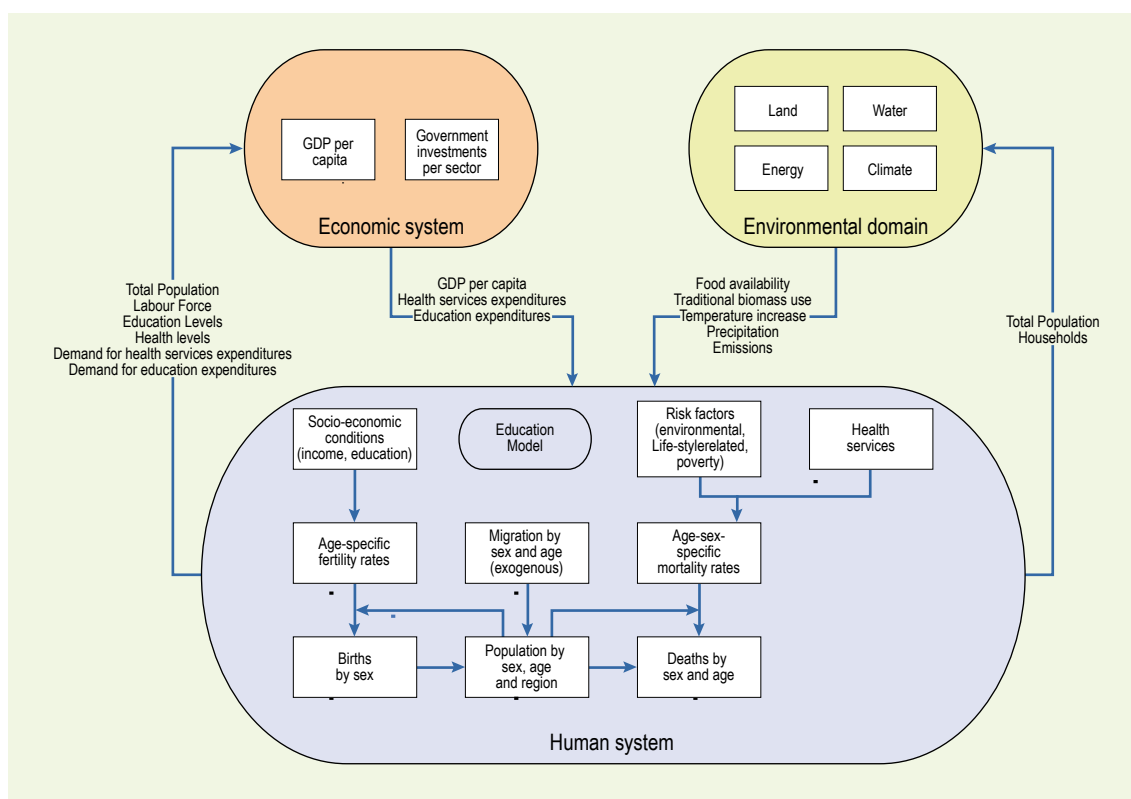 GDP per
capita
Government
investments
per sector
Economic system
Land
Water
Energy
Climate
Environmental domain
Total Population
Labour Force
Education Levels
Health levels
Demand for health services expenditures
Demand for education expenditures
GDP per capita
Health services expenditures
Education expenditures
Food availability
Traditional biomass use
Temperature increase
Precipitation
Emissions
Total Population
Households
Socio-economic
conditions
(income, education)
Education
Model
Risk factors
(environmental,
Life-stylerelated,
poverty)
Health
services
Age-specific
fertility rates
Migration by
sex and age
(exogenous)
Age-sex-
specific
mortality rates
Births
by sex
Population by
sex, age
and region
Deaths by
sex and age
Human system